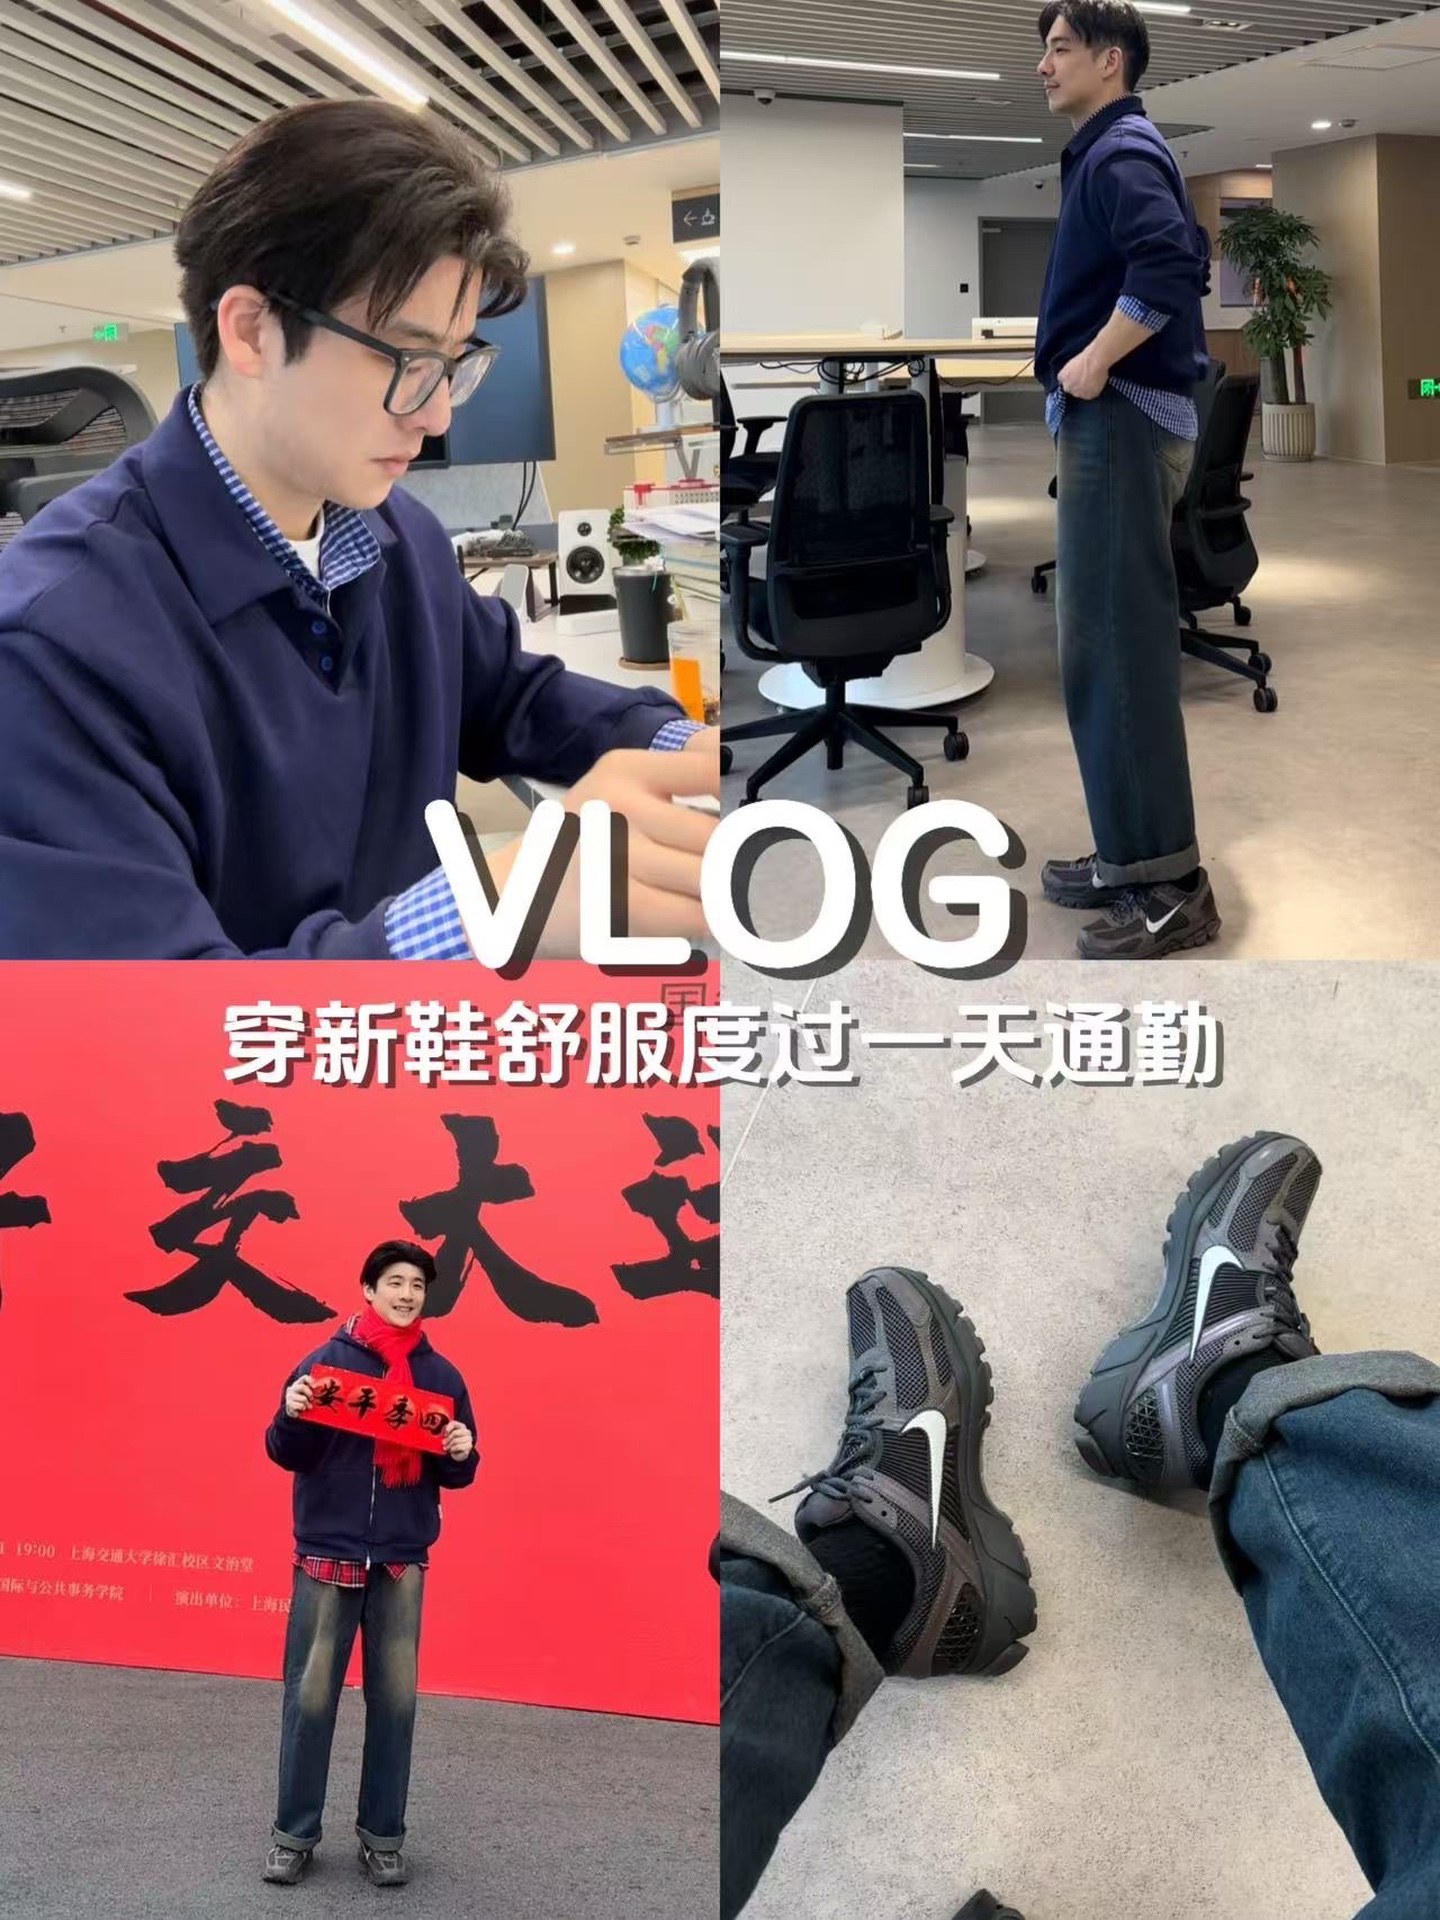 VLOG
穿新鞋舒服度过一天通勤
交大
安平季四
19:00 上海交通大学徐汇校区文治堂
国际与公共事务学院 | 演出单位：上海民